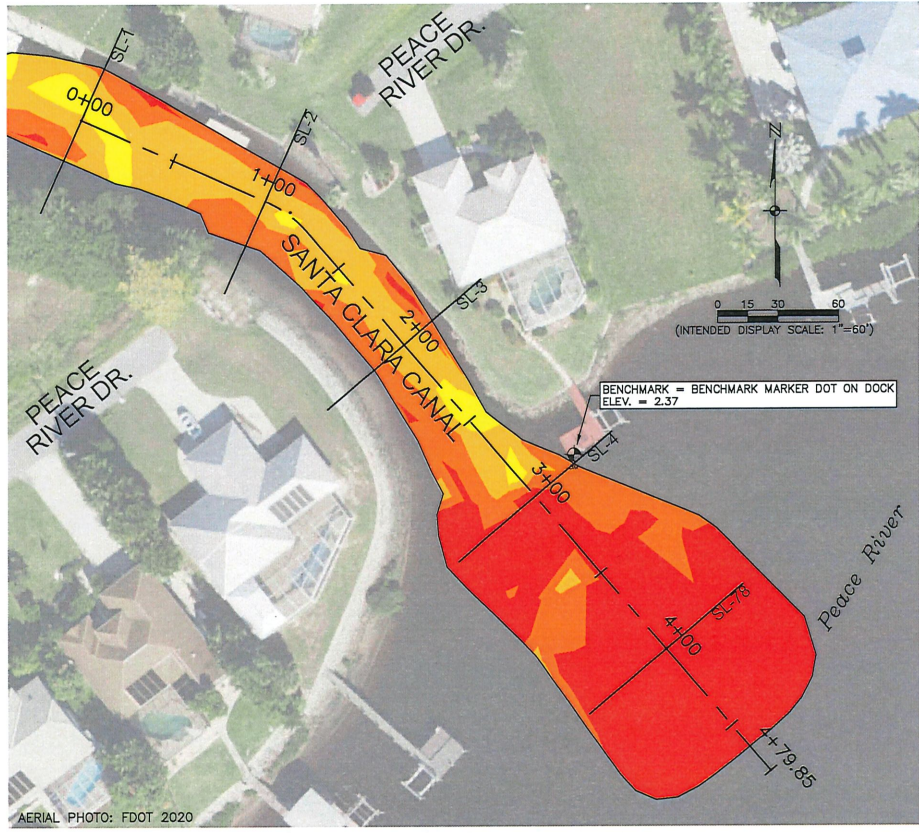 SL-1
PEACE
RIVER DR.
0+00
SL-2
N
1+00
SANTA CLARA CANAL
SL-3
0 15 30 60
(INTENDED DISPLAY SCALE: 1"=60')
2+00
PEACE
RIVER DR.
BENCHMARK = BENCHMARK MARKER DOT ON DOCK
ELEV. = 2.37
SL-4
3+00
Peace River
SL-78
4+00
4+79.85
AERIAL PHOTO: FDOT 2020